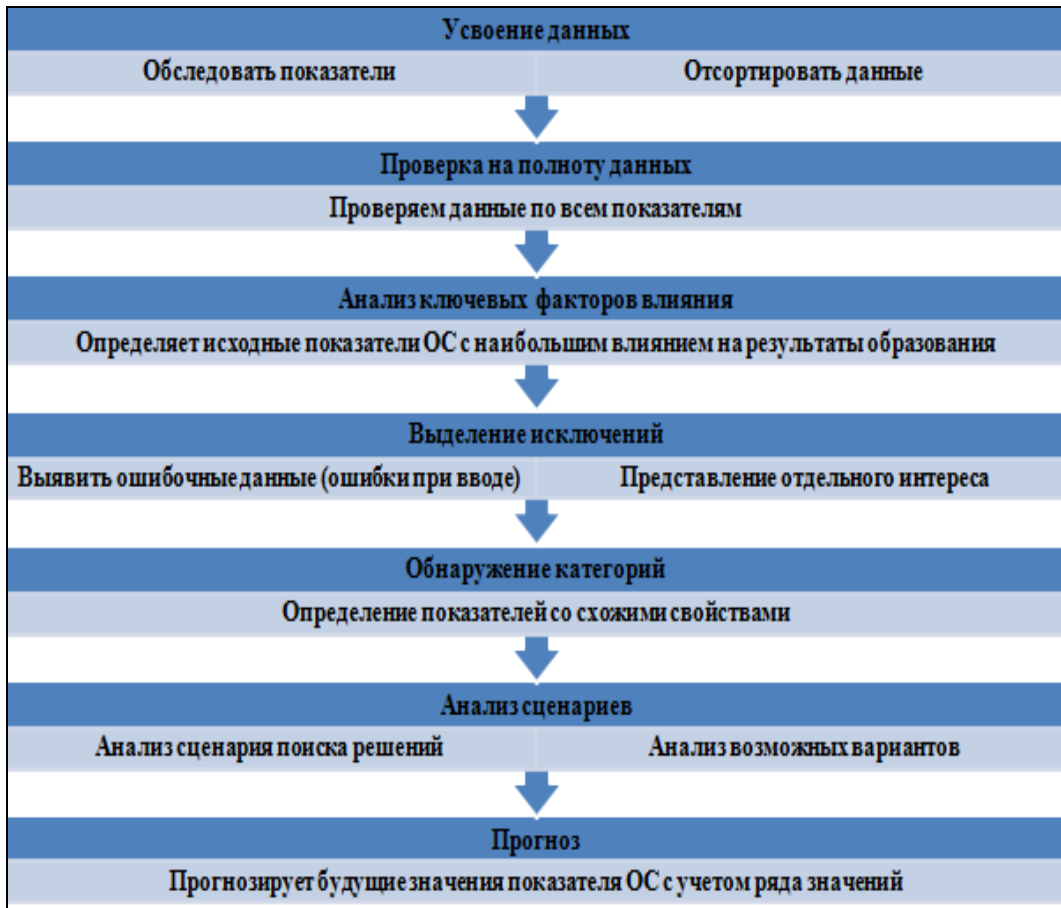 Усвоение данных
Обследовать показатели
Отсортировать данные
Проверка на полноту данных
Проверяем данные по всем показателям
Анализ ключевых факторов влияния
Определяет исходные показатели ОС с наибольшим влиянием на результаты образования
Выделение исключений
Выявить ошибочные данные (ошибки при вводе)
Представление отдельного интереса
Обнаружение категорий
Определение показателей со схожими свойствами
Анализ сценариев
Анализ сценария поиска решений
Анализ возможных вариантов
Прогноз
Прогнозирует будущие значения показателя ОС с учетом ряда значений